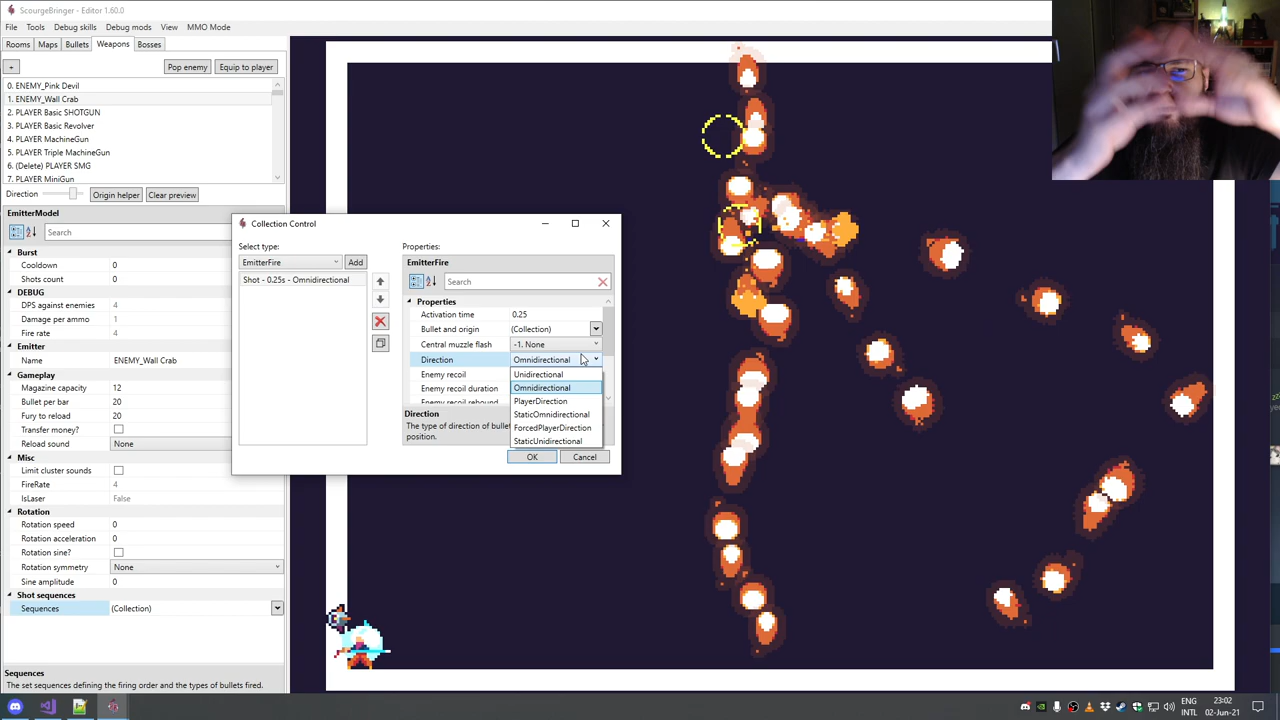 ScourgeBringer - Editor 1.60.0
File Tools Debug skills Debug mods View MMO Mode
Rooms Maps Bullets Weapons Bosses
+ Pop enemy Equip to player
0. ENEMY_Pink Devil
1. ENEMY_Wall Crab
2. PLAYER Basic SHOTGUN
3. PLAYER Basic Revolver
4. PLAYER MachineGun
5. PLAYER Triple MachineGun
6. (Delete) PLAYER SMG
7. PLAYER MiniGun
Direction Origin helper Clear preview
EmitterModel
Search
Burst
Cooldown 0
Shots count 0
DEBUG
DPS against enemies 4
Damage per ammo 1
Fire rate 4
Emitter
Name ENEMY_Wall Crab
Gameplay
Magazine capacity 12
Bullet per bar 20
Fury to reload 20
Transfer money?
Reload sound None
Misc
Limit cluster sounds
FireRate 4
IsLaser False
Rotation
Rotation speed 0
Rotation acceleration 0
Rotation sine?
Rotation symmetry None
Sine amplitude 0
Shot sequences
Sequences (Collection)
Sequences
The set sequences defining the firing order and the types of bullets fired.
Collection Control
Select type:
EmitterFire Add
Shot - 0.25s - Omnidirectional
Properties:
EmitterFire
Search
Properties
Activation time 0.25
Bullet and origin (Collection)
Central muzzle flash -1. None
Direction Omnidirectional
Enemy recoil
Enemy recoil duration
Enemy recoil rebound
Unidirectional
Omnidirectional
PlayerDirection
StaticOmnidirectional
ForcedPlayerDirection
StaticUnidirectional
Direction
The type of direction of bullet
position.
OK Cancel
ENG
INTL
23:02
02-Jun-21